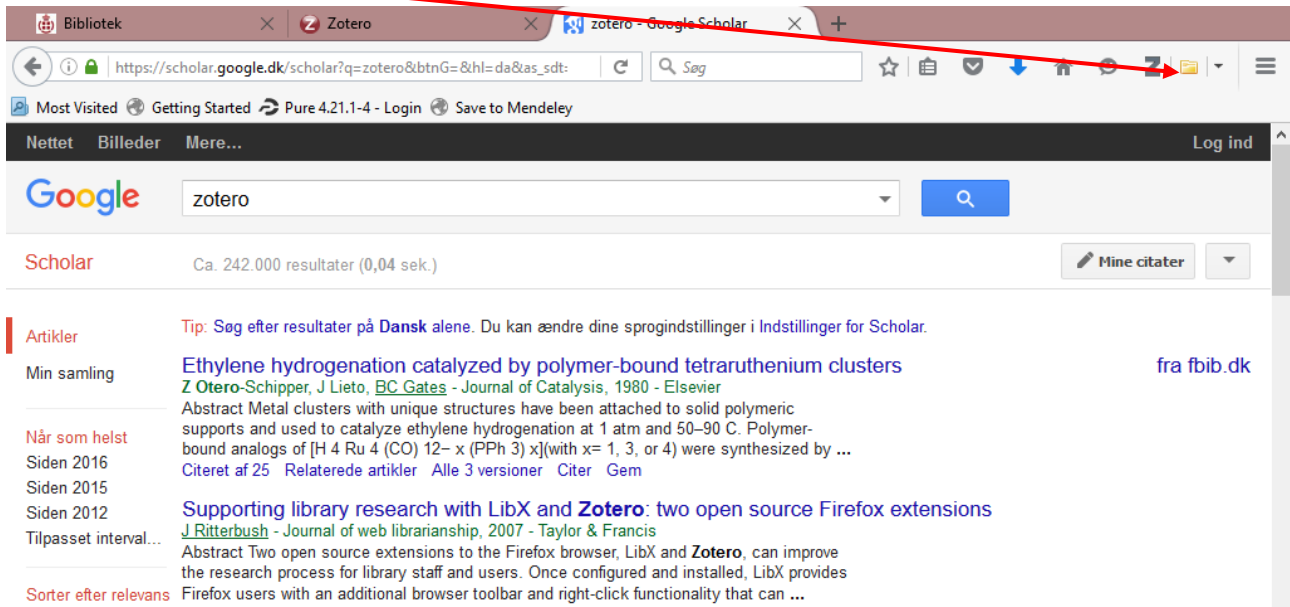 Bibliotek
Zotero
zotero - Google Scholar
https://scholar.google.dk/scholar?q=zotero&btnG=&hl=da&as_sdt:
Søg
Z
Most Visited Getting Started Pure 4.21.1-4 - Login Save to Mendeley
Nettet Billeder Mere... Log ind
Google zotero
Scholar Ca. 242.000 resultater (0,04 sek.) Mine citater
Artikler
Min samling
Når som helst
Siden 2016
Siden 2015
Siden 2012
Tilpasset interval...
Sorter efter relevans
Tip: Søg efter resultater på Dansk alene. Du kan ændre dine sprogindstillinger i Indstillinger for Scholar.
Ethylene hydrogenation catalyzed by polymer-bound tetraruthenium clusters fra fbib.dk
Z Otero-Schipper, J Lieto, BC Gates - Journal of Catalysis, 1980 - Elsevier
Abstract Metal clusters with unique structures have been attached to solid polymeric
supports and used to catalyze ethylene hydrogenation at 1 atm and 50–90 C. Polymer-
bound analogs of [H 4 Ru 4 (CO) 12− x (PPh 3) x](with x= 1, 3, or 4) were synthesized by ...
Citeret af 25 Relaterede artikler Alle 3 versioner Citer Gem
Supporting library research with LibX and Zotero: two open source Firefox extensions
J Ritterbush - Journal of web librarianship, 2007 - Taylor & Francis
Abstract Two open source extensions to the Firefox browser, LibX and Zotero, can improve
the research process for library staff and users. Once configured and installed, LibX provides
Firefox users with an additional browser toolbar and right-click functionality that can ...